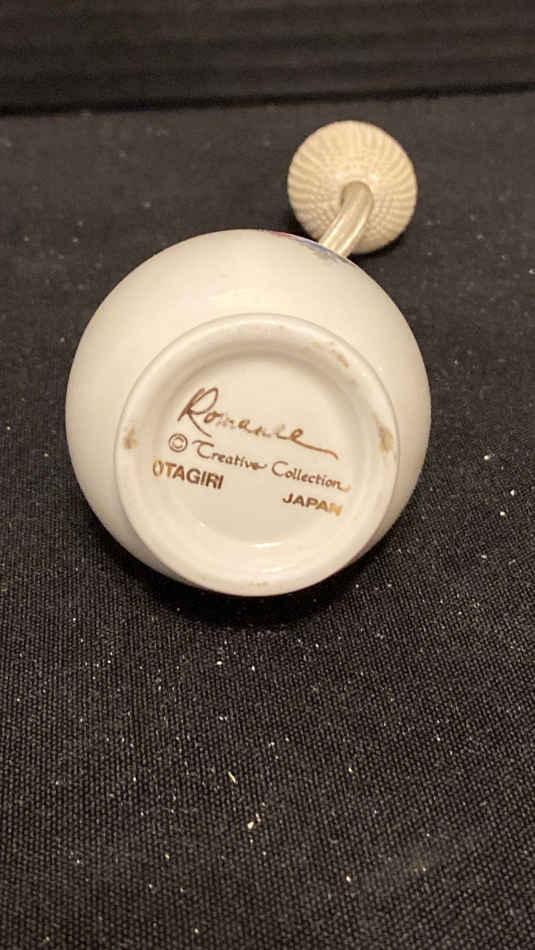 Romance
© Creative Collection
OTAGIRI
JAPAN